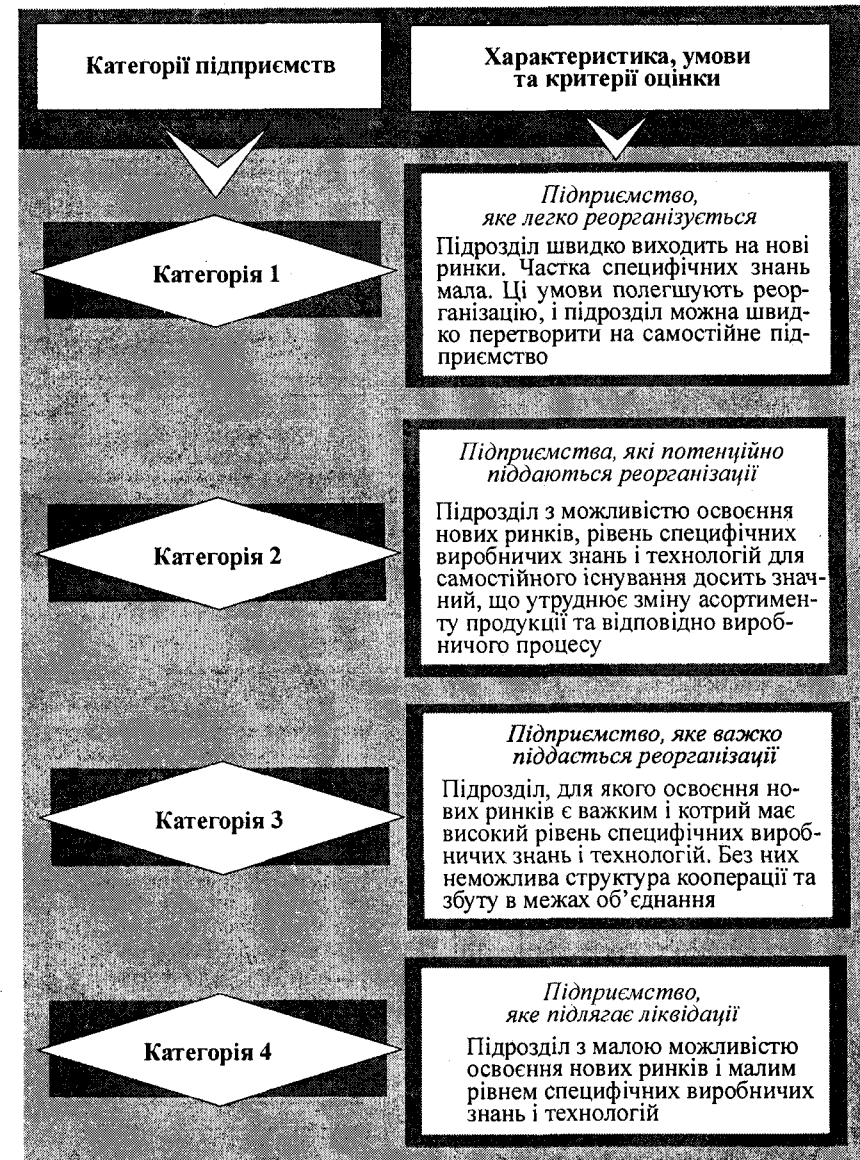 Категорії підприємств
Характеристика, умови
та критерії оцінки
Категорія 1
Підприємство,
яке легко реорганізується
Підрозділ швидко виходить на нові
ринки. Частка специфічних знань
мала. Ці умови полегшують реор-
ганізацію, і підрозділ можна швид-
ко перетворити на самостійне під-
приємство
Категорія 2
Підприємства, які потенційно
піддаються реорганізації
Підрозділ з можливістю освоєння
нових ринків, рівень специфічних
виробничих знань і технологій для
самостійного існування досить знач-
ний, що утруднює зміну асортимен-
ту продукції та відповідно вироб-
ничого процесу
Категорія 3
Підприємство, яке важко
піддається реорганізації
Підрозділ, для якого освоєння но-
вих ринків є важким і котрий має
високий рівень специфічних вироб-
ничих знань і технологій. Без них
неможлива структура кооперації та
збуту в межах об’єднання
Категорія 4
Підприємство,
яке підлягає ліквідації
Підрозділ з малою можливістю
освоєння нових ринків і малим
рівнем специфічних виробничих
знань і технологій